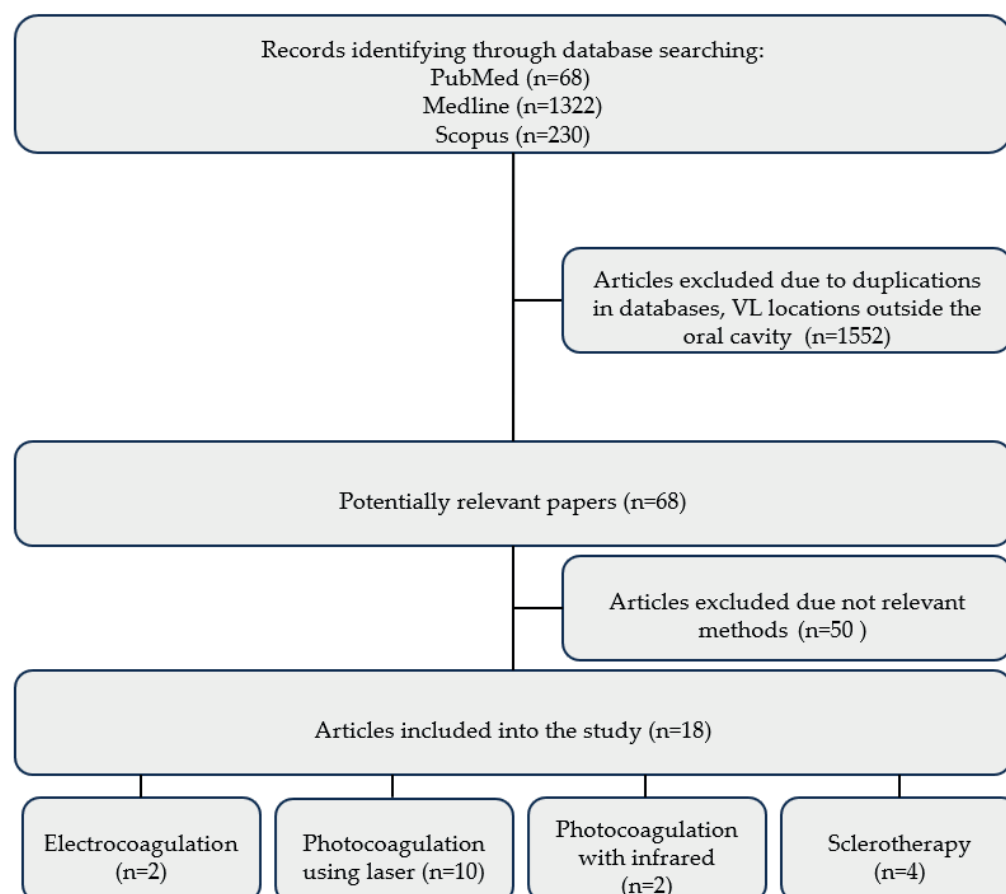 Records identifying through database searching:
PubMed (n=68)
Medline (n=1322)
Scopus (n=230)
Articles excluded due to duplications
in databases, VL locations outside the
oral cavity (n=1552)
Potentially relevant papers (n=68)
Articles excluded due not relevant
methods (n=50 )
Articles included into the study (n=18)
Electrocoagulation
(n=2)
Photocoagulation
using laser (n=10)
Photocoagulation
with infrared
(n=2)
Sclerotherapy
(n=4)